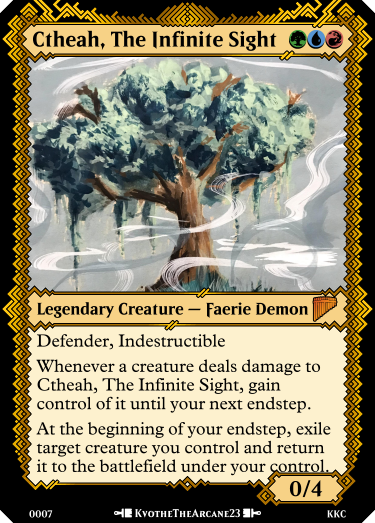 Ctheah, The Infinite Sight
Legendary Creature — Faerie Demon
Defender, Indestructible
Whenever a creature deals damage to
Ctheah, The Infinite Sight, gain
control of it until your next endstep.
At the beginning of your endstep, exile
target creature you control and return
it to the battlefield under your control.
0/4
0007 KvotheTheArcane23 KKC